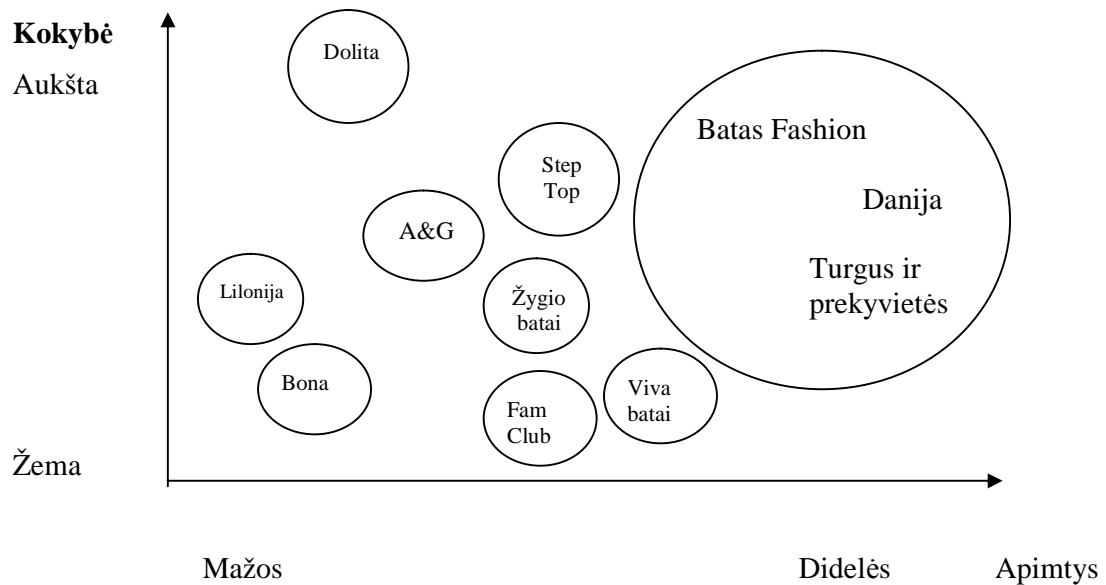 Kokybė
Aukšta
Dolita
Batas Fashion
Step
Top
Danija
A&G
Turgus ir
prekyvietės
Lilonija
Žygio
batai
Bona
Fam
Club
Viva
batai
Žema
Mažos
Didelės
Apimtys